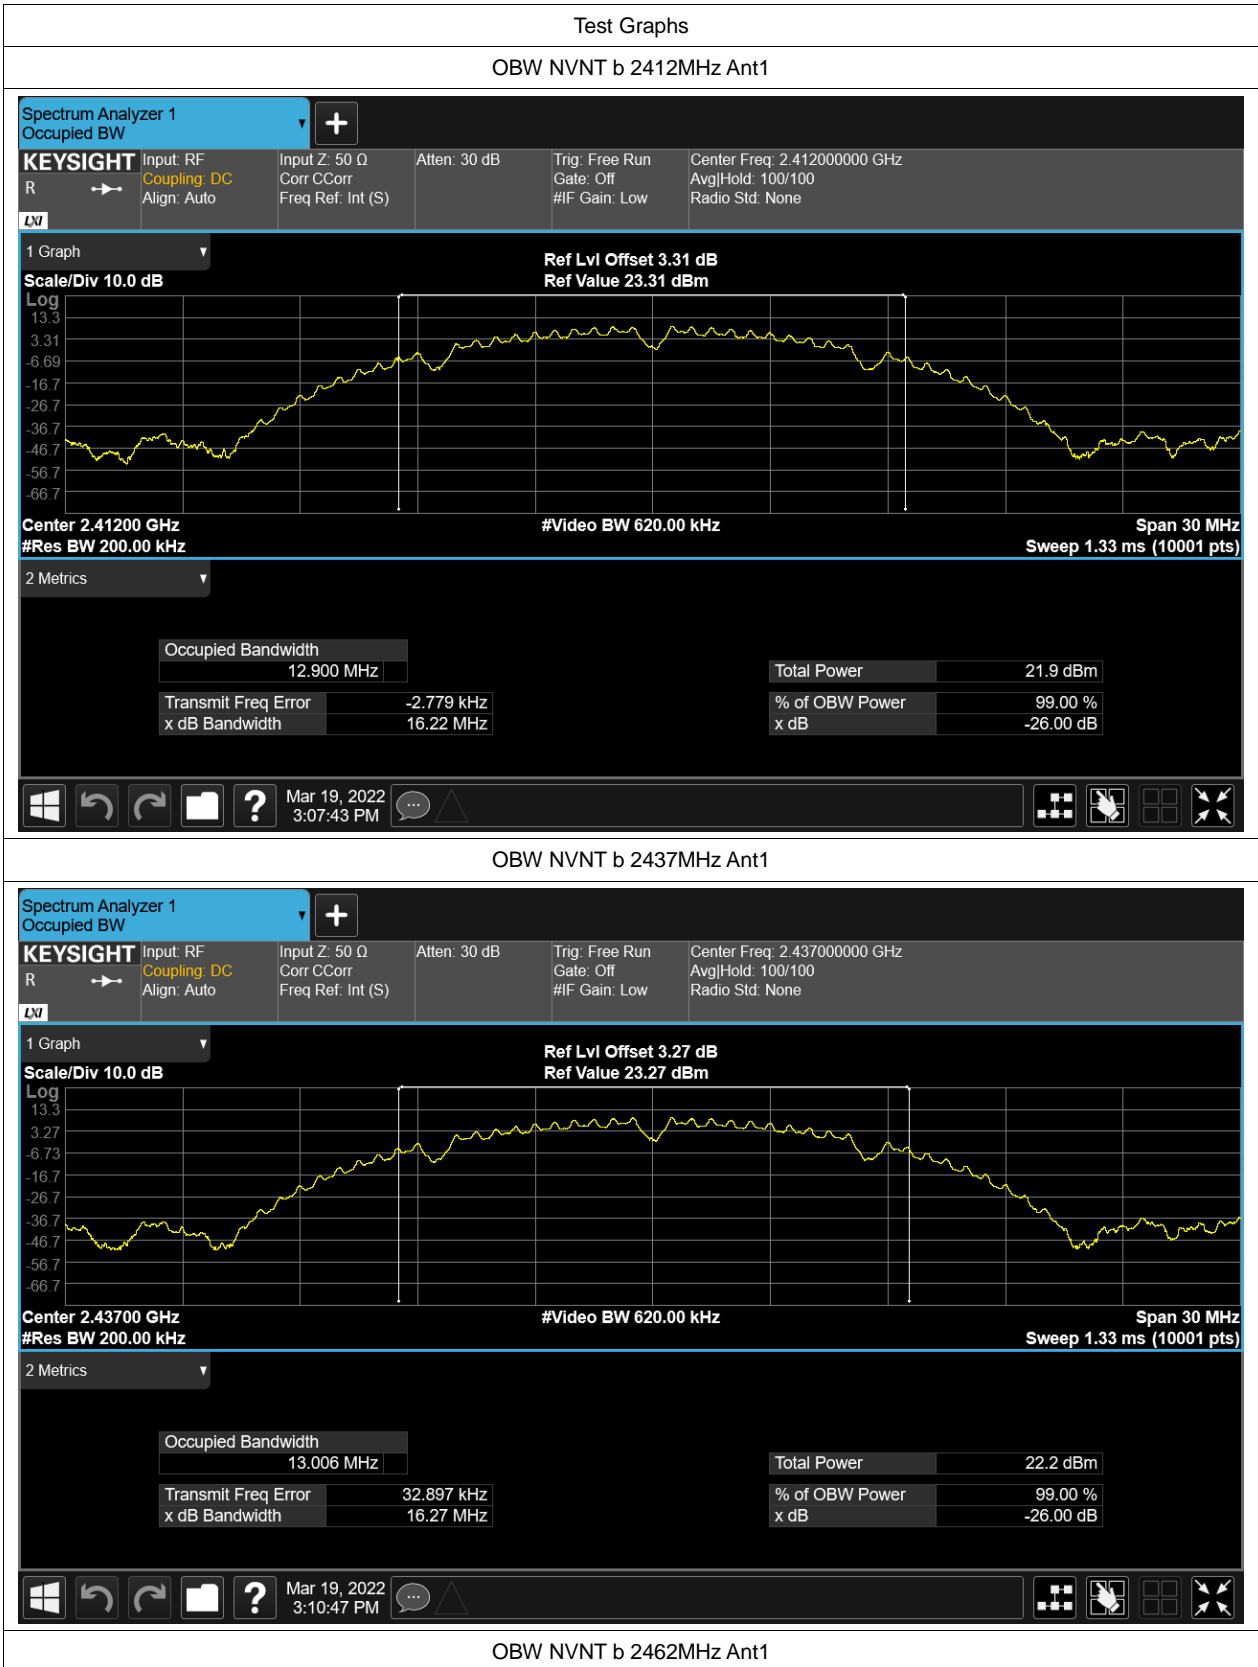 Test Graphs
OBW NVNT b 2412MHz Ant1
Spectrum Analyzer 1
Occupied BW
KEYSIGHT
R
LXI
Input: RF
Coupling: DC
Align: Auto
Input Z: 50 Ω
Corr CCorr
Freq Ref: Int (S)
Atten: 30 dB
Trig: Free Run
Gate: Off
#IF Gain: Low
Center Freq: 2.412000000 GHz
Avg|Hold: 100/100
Radio Std: None
1 Graph
Scale/Div 10.0 dB
Ref Lvl Offset 3.31 dB
Ref Value 23.31 dBm
Log
13.3
3.31
-6.69
-16.7
-26.7
-36.7
-46.7
-56.7
-66.7
Center 2.41200 GHz
#Video BW 620.00 kHz
Span 30 MHz
#Res BW 200.00 kHz
Sweep 1.33 ms (10001 pts)
2 Metrics
Occupied Bandwidth
12.900 MHz
Total Power 21.9 dBm
Transmit Freq Error -2.779 kHz
% of OBW Power 99.00 %
x dB Bandwidth 16.22 MHz
x dB -26.00 dB
?
Mar 19, 2022
3:07:43 PM
OBW NVNT b 2437MHz Ant1
Spectrum Analyzer 1
Occupied BW
KEYSIGHT
R
LXI
Input: RF
Coupling: DC
Align: Auto
Input Z: 50 Ω
Corr CCorr
Freq Ref: Int (S)
Atten: 30 dB
Trig: Free Run
Gate: Off
#IF Gain: Low
Center Freq: 2.437000000 GHz
Avg|Hold: 100/100
Radio Std: None
1 Graph
Scale/Div 10.0 dB
Ref Lvl Offset 3.27 dB
Ref Value 23.27 dBm
Log
13.3
3.27
-6.73
-16.7
-26.7
-36.7
-46.7
-56.7
-66.7
Center 2.43700 GHz
#Video BW 620.00 kHz
Span 30 MHz
#Res BW 200.00 kHz
Sweep 1.33 ms (10001 pts)
2 Metrics
Occupied Bandwidth
13.006 MHz
Total Power 22.2 dBm
Transmit Freq Error 32.897 kHz
% of OBW Power 99.00 %
x dB Bandwidth 16.27 MHz
x dB -26.00 dB
?
Mar 19, 2022
3:10:47 PM
OBW NVNT b 2462MHz Ant1